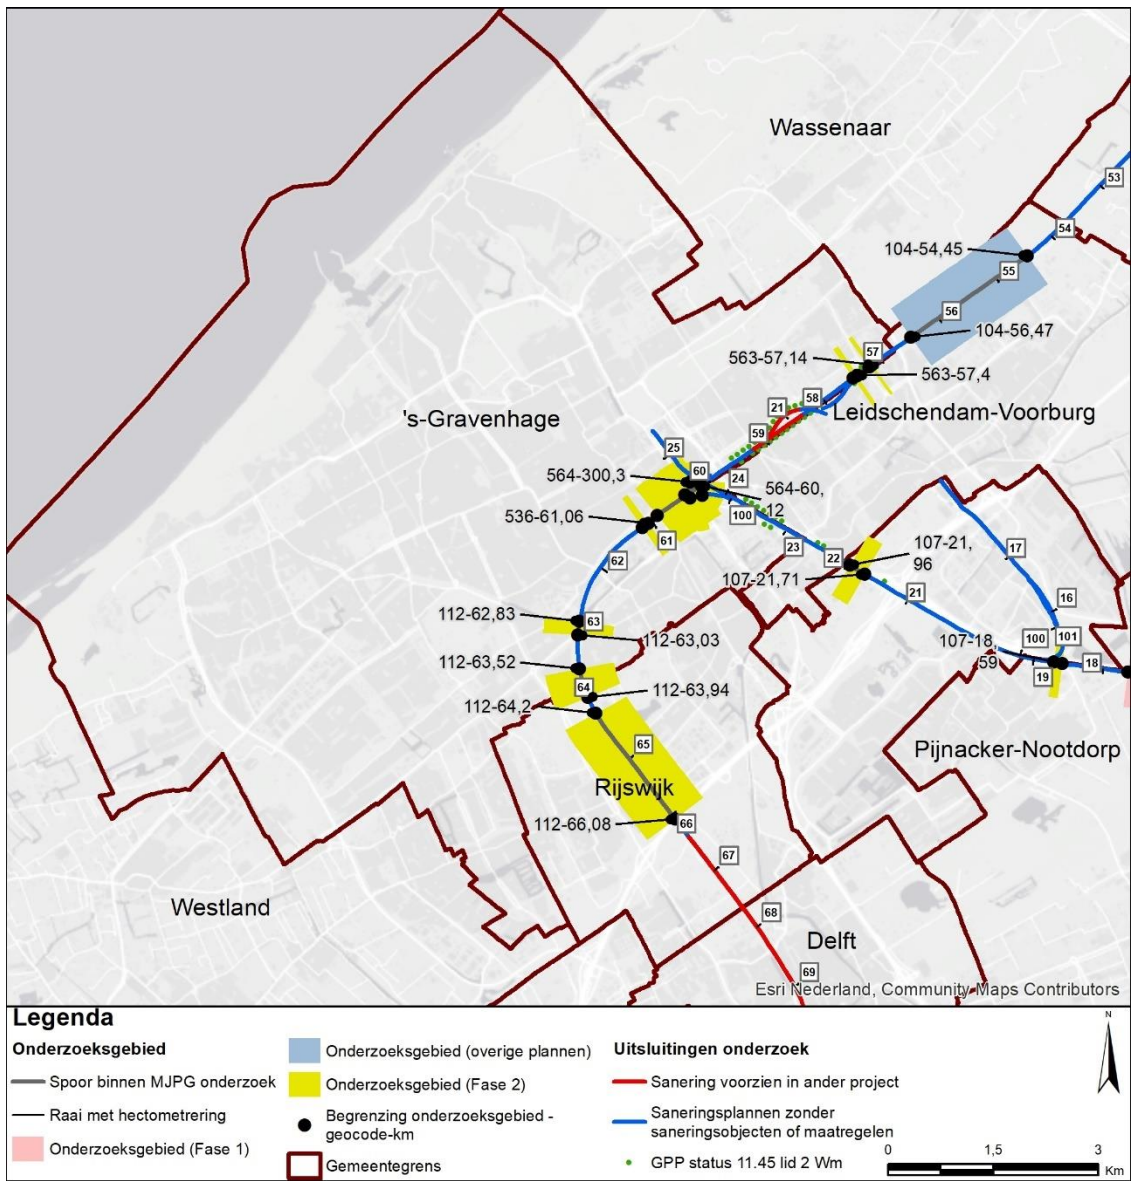 Wassenaar
53
54
104-54,45
55
56
104-56,47
57
563-57,14
563-57,4
58
21
Leidschendam-Voorburg
's-Gravenhage
59
25
60
564-300,3
24
564-60,
12
100
536-61,06
61
23
62
22
107-21,
96
17
107-21,71
21
16
112-62,83
63
112-63,03
107-18,
59
100
101
18
19
112-63,52
64
112-63,94
112-64,2
65
Pijnacker-Nootdorp
Rijswijk
112-66,08
66
67
Westland
68
Delft
69
Esri Nederland, Community Maps Contributors
Legenda
Onderzoeksgebied
Spoor binnen MJPG onderzoek
Raai met hectometrering
Onderzoeksgebied (Fase 1)
Onderzoeksgebied (overige plannen)
Onderzoeksgebied (Fase 2)
Begrenzing onderzoeksgebied -
geocode-km
Gemeentegrens
Uitsluitingen onderzoek
Sanering voorzien in ander project
Saneringsplannen zonder
saneringsobjecten of maatregelen
GPP status 11.45 lid 2 Wm
N
0 1,5 3
Km